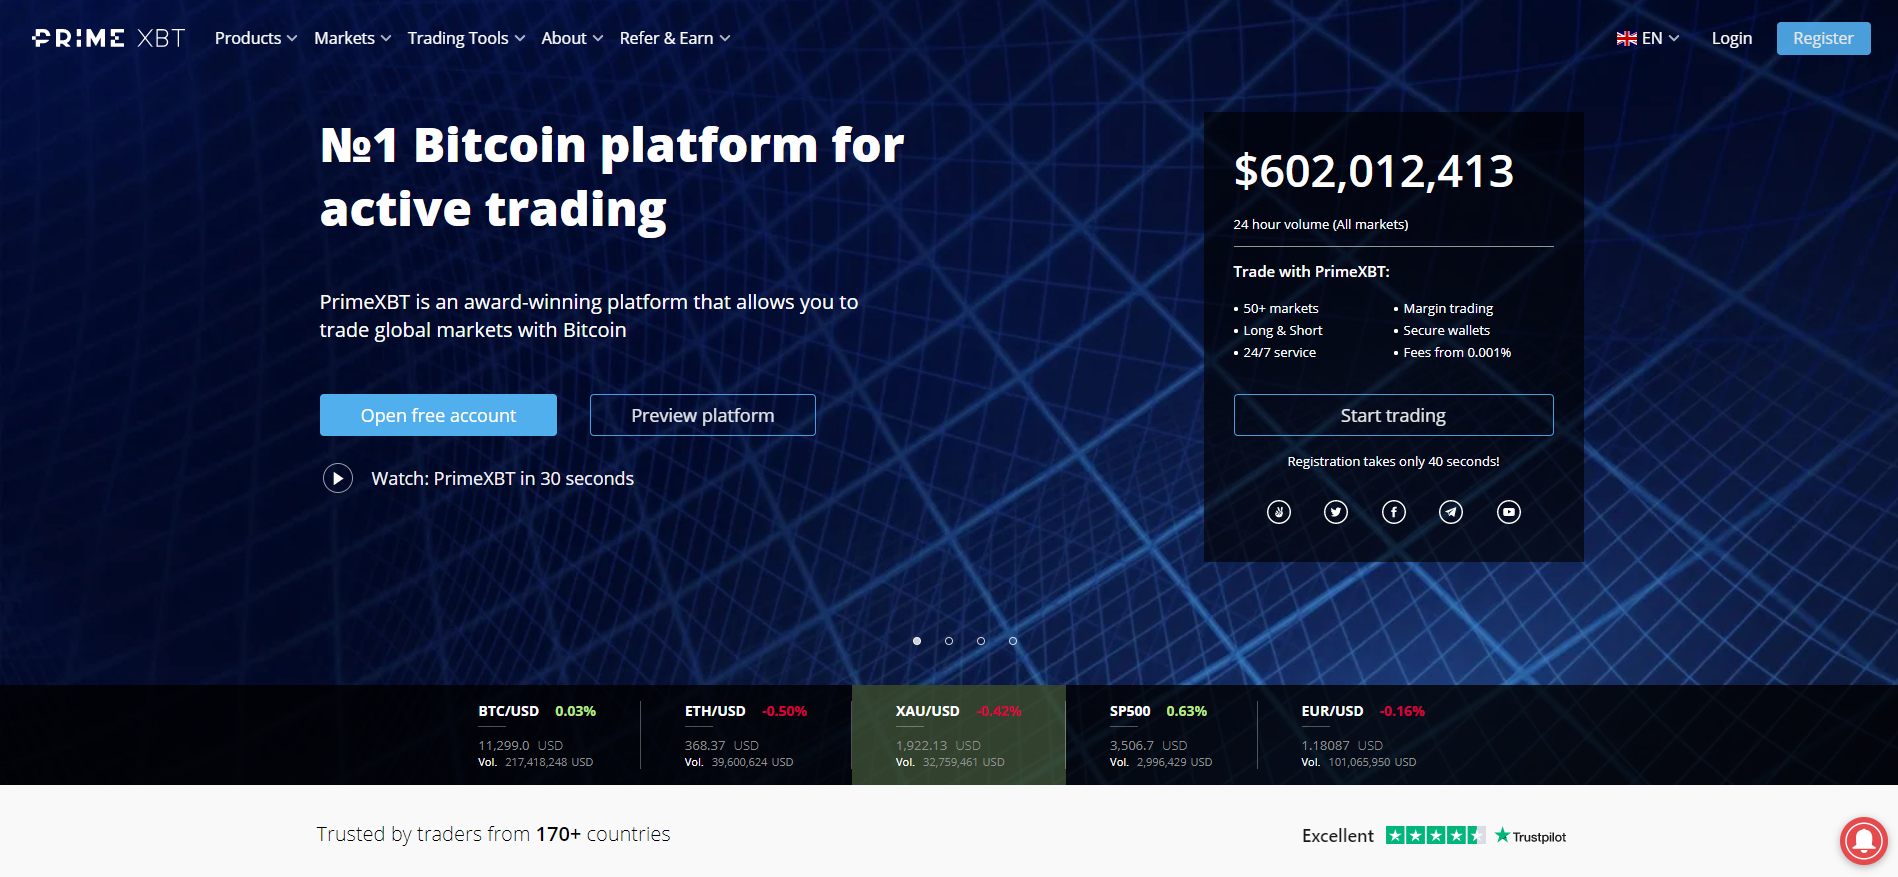 PRIME XBT
Products Markets Trading Tools About Refer & Earn
EN Login Register
№1 Bitcoin platform for
active trading
PrimeXBT is an award-winning platform that allows you to
trade global markets with Bitcoin
Open free account Preview platform
Watch: PrimeXBT in 30 seconds
$602,012,413
24 hour volume (All markets)
Trade with PrimeXBT:
• 50+ markets • Margin trading
• Long & Short • Secure wallets
• 24/7 service • Fees from 0.001%
Start trading
Registration takes only 40 seconds!
BTC/USD 0.03% ETH/USD -0.50% XAU/USD -0.42% SP500 0.63% EUR/USD -0.16%
11,299.0 USD 368.37 USD 1,922.13 USD 3,506.7 USD 1.18087 USD
Vol. 217,418,248 USD Vol. 39,600,624 USD Vol. 32,759,461 USD Vol. 2,996,429 USD Vol. 101,065,950 USD
Trusted by traders from 170+ countries
Excellent Trustpilot